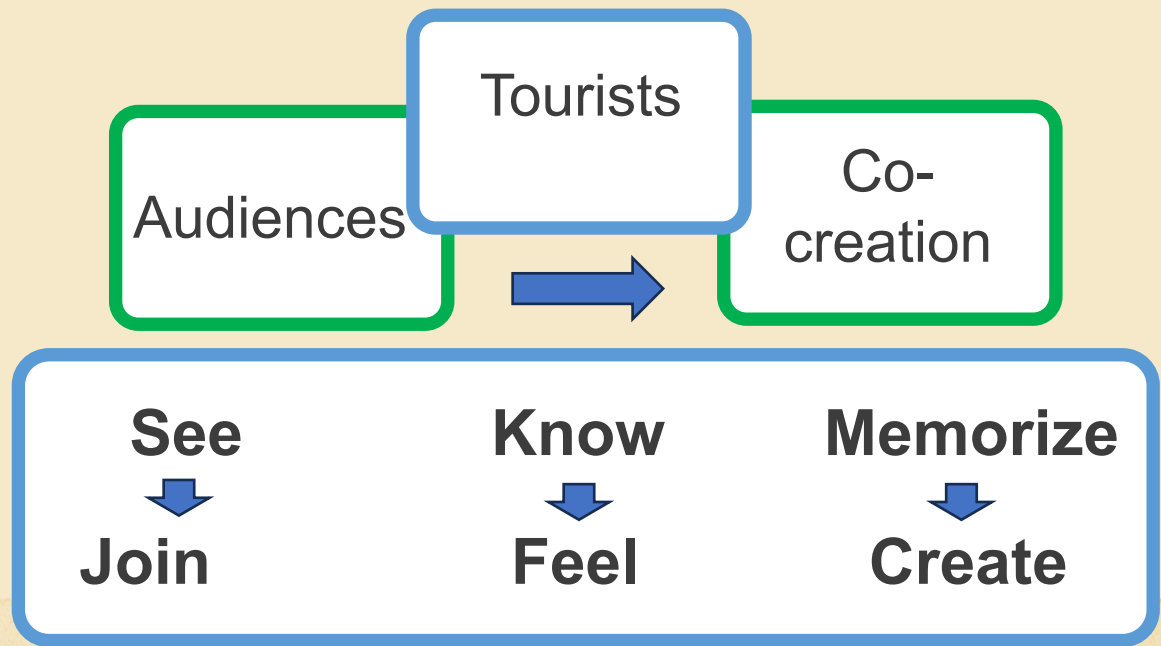 Tourists
Audiences
Co-
creation
See
Know
Memorize
Join
Feel
Create